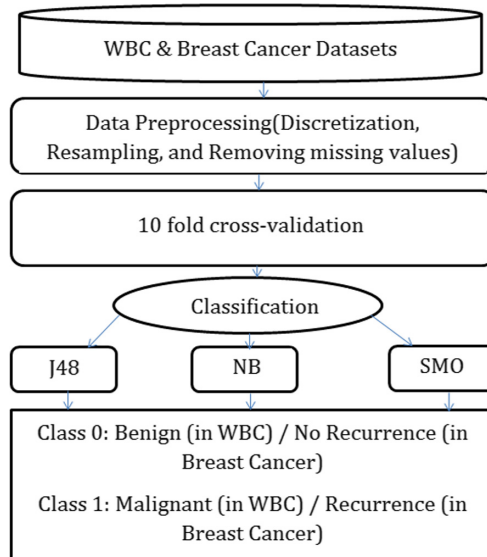 WBC & Breast Cancer Datasets
Data Preprocessing(Discretization,
Resampling, and Removing missing values)
10 fold cross-validation
Classification
J48
NB
SMO
Class 0: Benign (in WBC) / No Recurrence (in
Breast Cancer)
Class 1: Malignant (in WBC) / Recurrence (in
Breast Cancer)